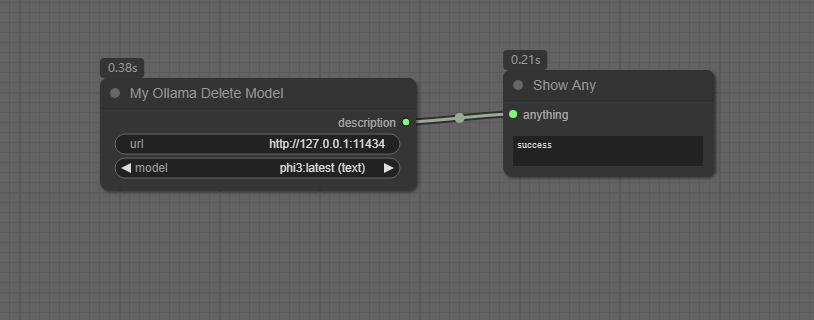 0.38s
My Ollama Delete Model
description
url http://127.0.0.1:11434
model phi3:latest (text)
0.21s
Show Any
anything
success